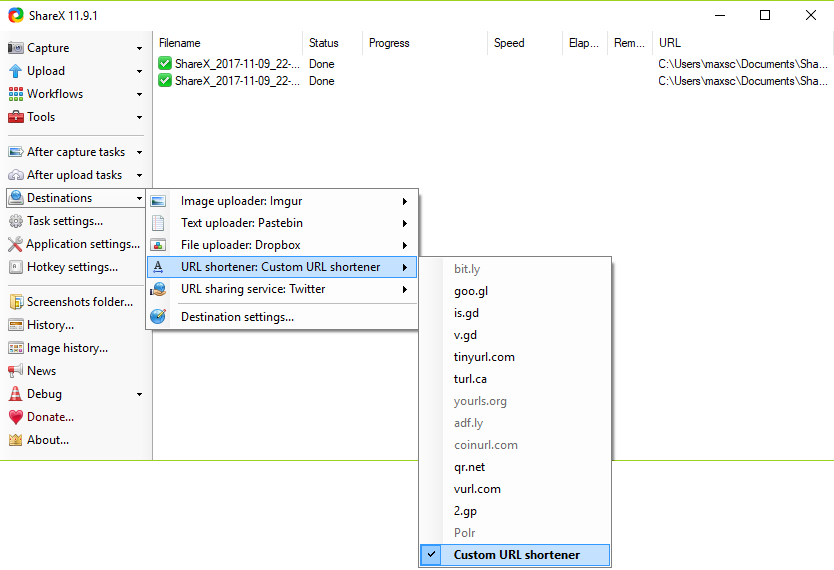 ShareX 11.9.1
Capture
Upload
Workflows
Tools
After capture tasks
After upload tasks
Destinations
Task settings...
Application settings...
Hotkey settings...
Screenshots folder...
History...
Image history...
News
Debug
Donate...
About...
Filename Status Progress Speed Elap... Rem... URL
ShareX_2017-11-09_22-... Done C:\Users\maxsc\Documents\Sha...
ShareX_2017-11-09_22-... Done C:\Users\maxsc\Documents\Sha...
Image uploader: Imgur
Text uploader: Pastebin
File uploader: Dropbox
URL shortener: Custom URL shortener
URL sharing service: Twitter
Destination settings...
bit.ly
goo.gl
is.gd
v.gd
tinyurl.com
turl.ca
yourls.org
adf.ly
coinurl.com
qr.net
vurl.com
2.gp
Polr
Custom URL shortener